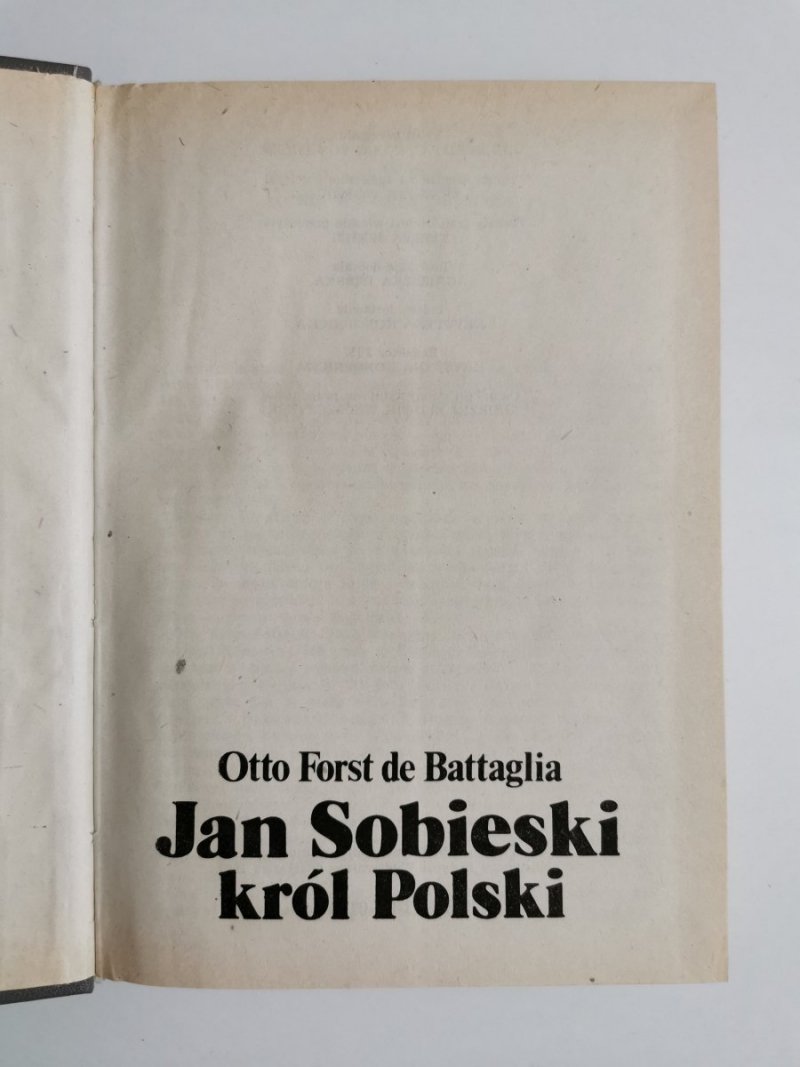 Otto Forst de Battaglia
Jan Sobieski
król Polski